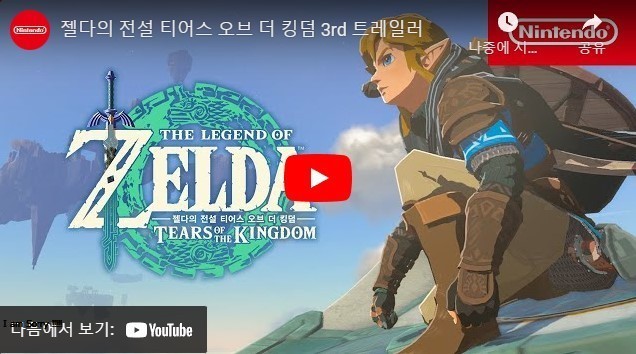 Nintendo
젤다의 전설 티어스 오브 더 킹덤 3rd 트레일러
Nintendo
나중에 시...
공유
THE LEGEND OF
ZELDA™
젤다의 전설 티어스 오브 더 킹덤
TEARS OF THE KINGDOM
다음에서 보기: YouTube